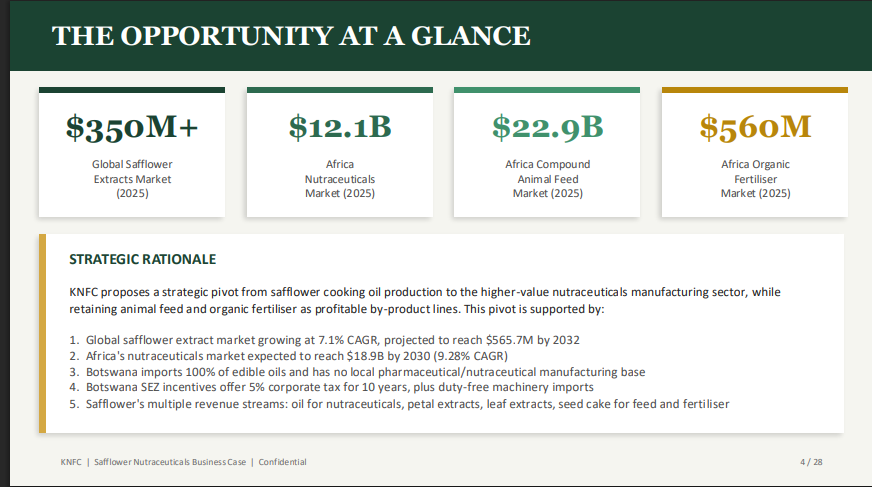 THE OPPORTUNITY AT A GLANCE
$350M+
Global Safflower
Extracts Market
(2025)
$12.1B
Africa
Nutraceuticals
Market (2025)
$22.9B
Africa Compound
Animal Feed
Market (2025)
$560M
Africa Organic
Fertiliser
Market (2025)
STRATEGIC RATIONALE
KNFC proposes a strategic pivot from safflower cooking oil production to the higher-value nutraceuticals manufacturing sector, while
retaining animal feed and organic fertiliser as profitable by-product lines. This pivot is supported by:
1. Global safflower extract market growing at 7.1% CAGR, projected to reach $565.7M by 2032
2. Africa's nutraceuticals market expected to reach $18.9B by 2030 (9.28% CAGR)
3. Botswana imports 100% of edible oils and has no local pharmaceutical/nutraceutical manufacturing base
4. Botswana SEZ incentives offer 5% corporate tax for 10 years, plus duty-free machinery imports
5. Safflower's multiple revenue streams: oil for nutraceuticals, petal extracts, leaf extracts, seed cake for feed and fertiliser
KNFC | Safflower Nutraceuticals Business Case | Confidential
4 / 28